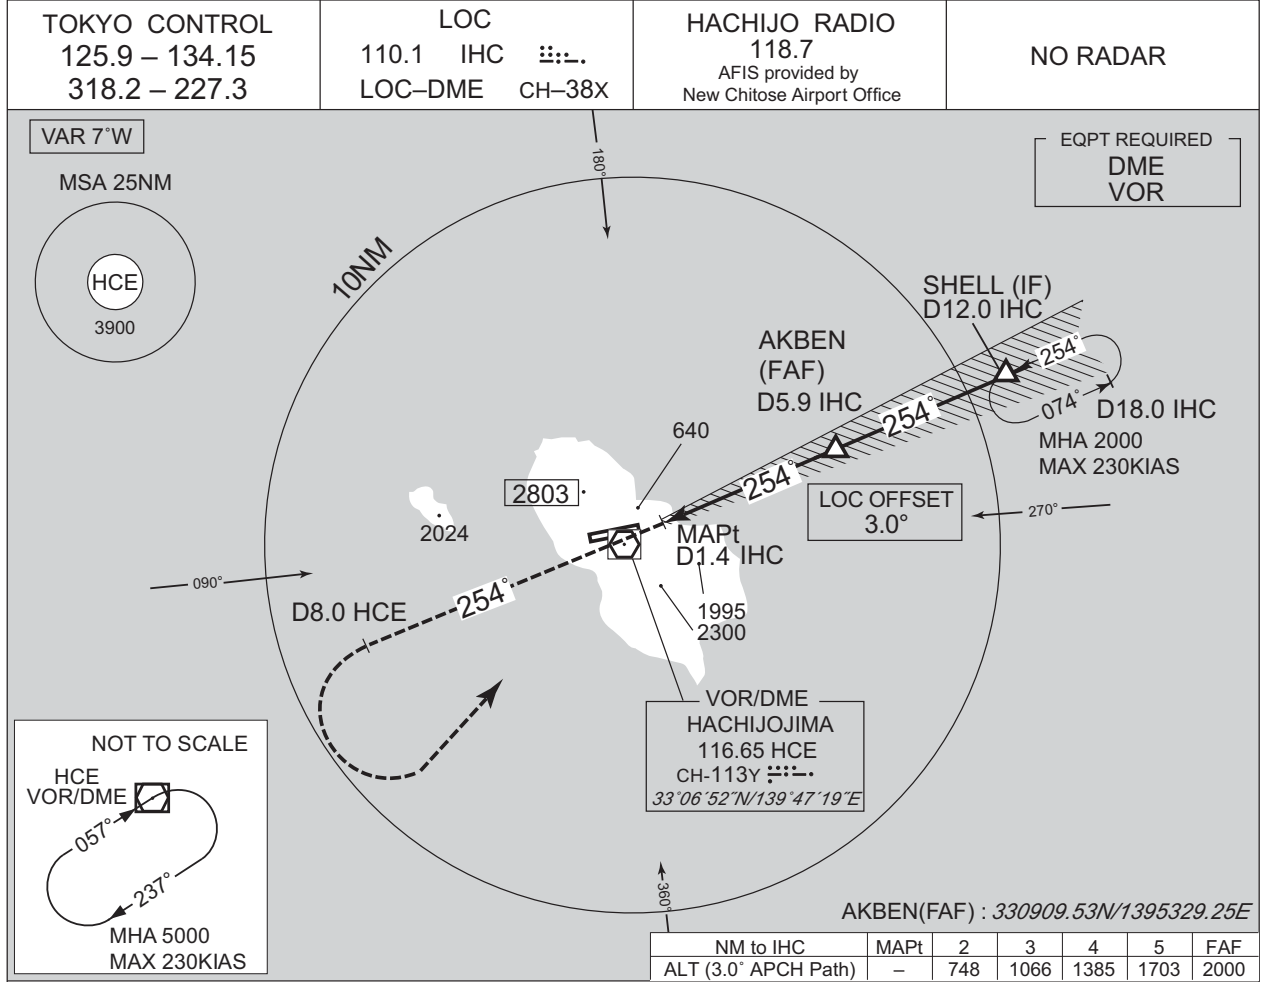 TOKYO CONTROL
125.9 – 134.15
318.2 – 227.3
LOC
110.1 IHC
LOC–DME CH–38X
HACHIJO RADIO
118.7
AFIS provided by
New Chitose Airport Office
NO RADAR
VAR 7°W
MSA 25NM
HCE
3900
10NM
180°
EQPT REQUIRED
DME
VOR
SHELL (IF)
D12.0 IHC
254°
074°
D18.0 IHC
MHA 2000
MAX 230KIAS
AKBEN
(FAF)
D5.9 IHC
254°
254°
LOC OFFSET
3.0°
270°
640
2803
2024
MAPt
D1.4 IHC
1995
2300
090°
D8.0 HCE
254°
VOR/DME
HACHIJOJIMA
116.65 HCE
CH-113Y
33°06′52″N/139°47′19″E
360°
NOT TO SCALE
HCE
VOR/DME
057°
237°
MHA 5000
MAX 230KIAS
AKBEN(FAF) : 330909.53N/1395329.25E
NM to IHC MAPt 2 3 4 5 FAF
ALT (3.0° APCH Path) – 748 1066 1385 1703 2000